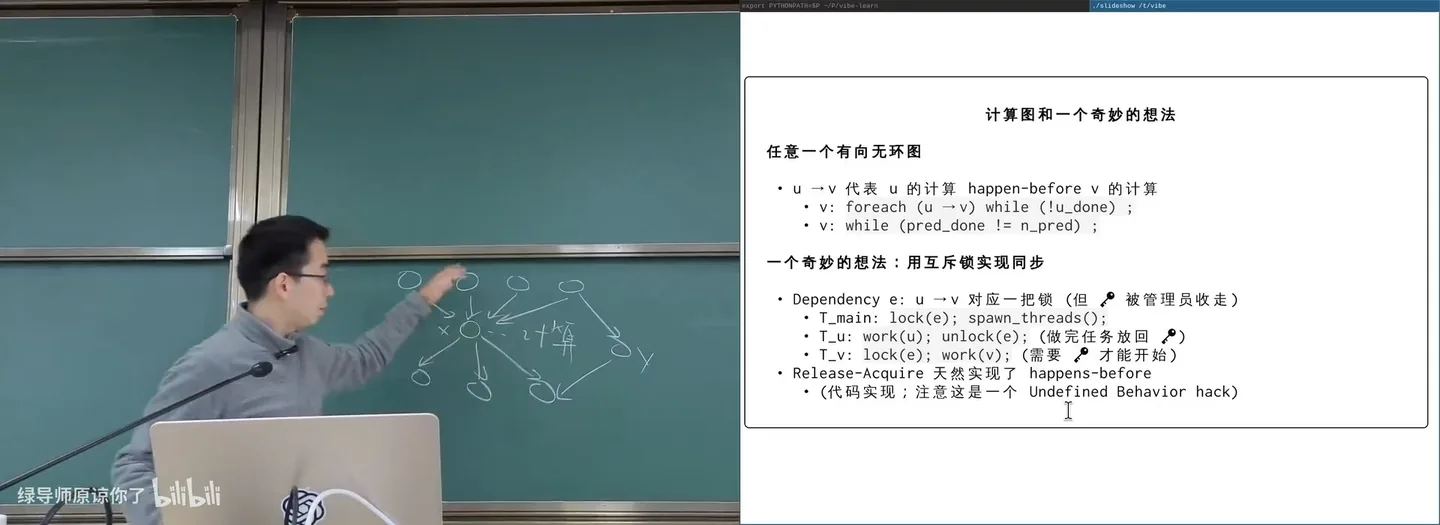 export PYTHONPATH=$P ~/P/vibe-learn
./slideshow /t/vibe
计算图和一个奇妙的想法
任意一个有向无环图
• u →v 代表 u 的计算 happen-before v 的计算
• v: foreach (u →v) while (!u_done) ;
• v: while (pred_done != n_pred) ;
一个奇妙的想法：用互斥锁实现同步
• Dependency e: u →v 对应一把锁 (但 🔑 被管理员收走)
• T_main: lock(e); spawn_threads();
• T_u: work(u); unlock(e); (做完任务放回 🔑)
• T_v: lock(e); work(v); (需要 🔑 才能开始)
• Release-Acquire 天然实现了 happens-before
• (代码实现；注意这是一个 Undefined Behavior hack)
x
计算
y
绿导师原谅你了 bilibili